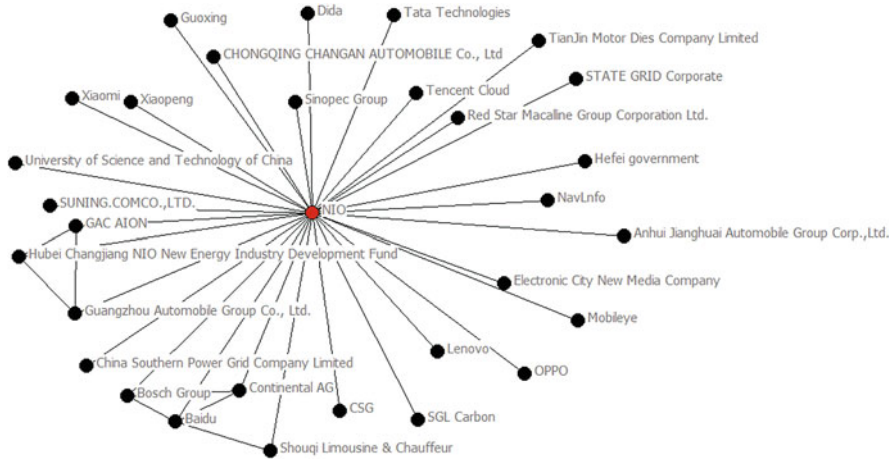 Guoxing
Dida
Tata Technologies
TianJin Motor Dies Company Limited
CHONGQING CHANGAN AUTOMOBILE Co., Ltd
STATE GRID Corporate
Xiaomi
Xiaopeng
Sinopec Group
Tencent Cloud
Red Star Macalline Group Corporation Ltd.
University of Science and Technology of China
Hefei government
SUNING.COMCO.,LTD.
NIO
NavLnfo
GAC AION
Anhui Jianghuai Automobile Group Corp.,Ltd.
Hubei Changjiang NIO New Energy Industry Development Fund
Electronic City New Media Company
Guangzhou Automobile Group Co., Ltd.
Mobileye
China Southern Power Grid Company Limited
Lenovo
OPPO
Bosch Group
Continental AG
Baidu
CSG
SGL Carbon
Shouqi Limousine & Chauffeur